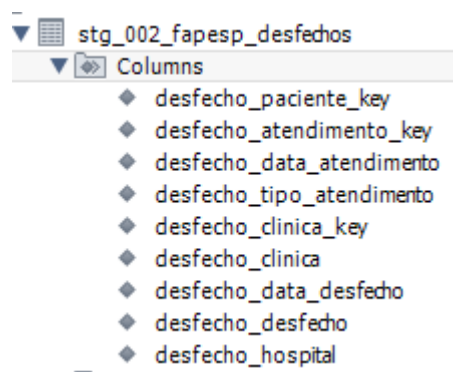 stg_002_fapesp_desfechos
Columns
desfecho_paciente_key
desfecho_atendimento_key
desfecho_data_atendimento
desfecho_tipo_atendimento
desfecho_clinica_key
desfecho_clinica
desfecho_data_desfecho
desfecho_desfecho
desfecho_hospital